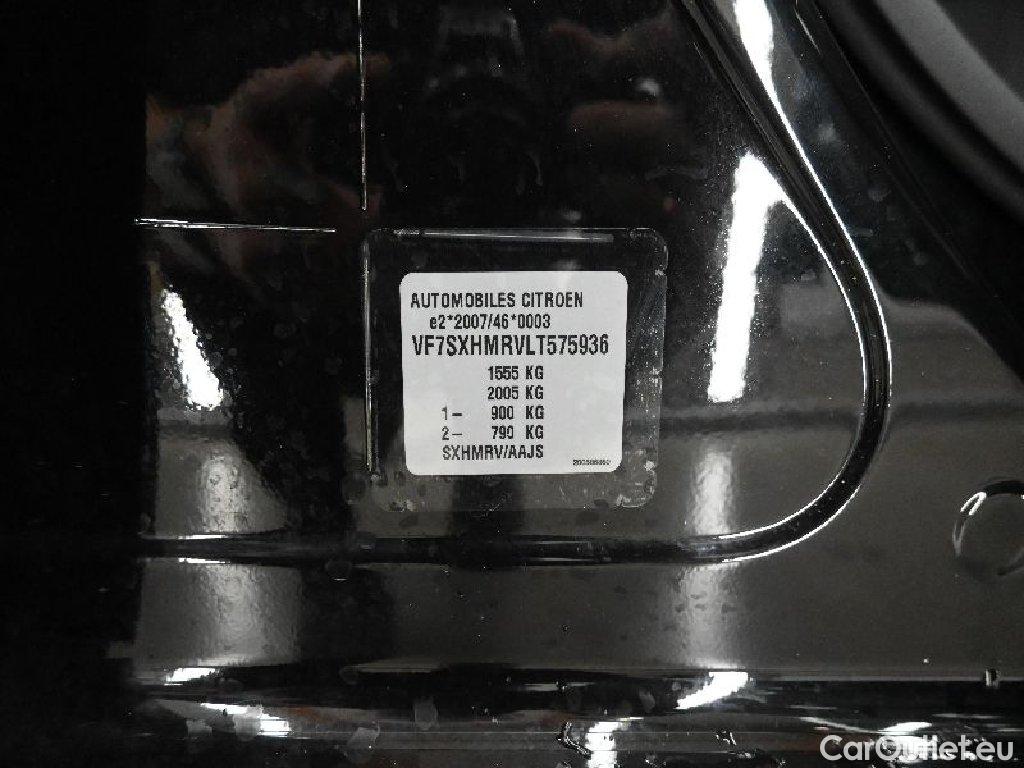 AUTOMOBILES CITROEN
e2*2007/46*0003
VF7SXHMRVLT575936
1555 KG
2005 KG
1- 900 KG
2- 790 KG
SXHMRV/AAJS
CarOutlet.eu